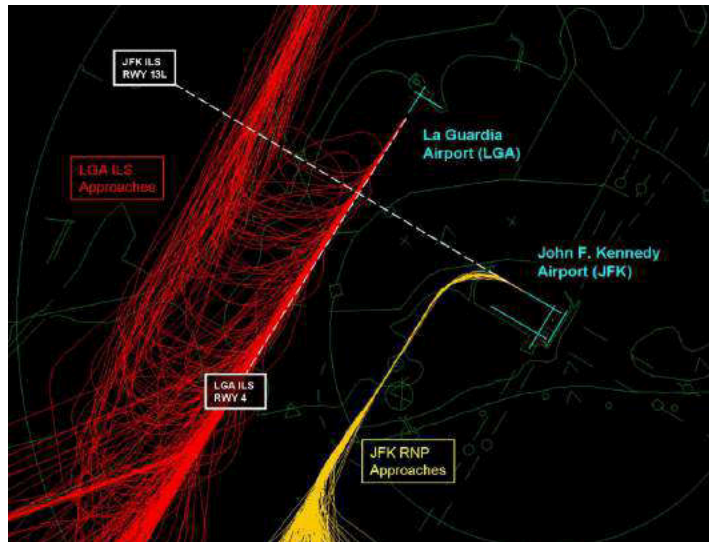 JFK ILS
RWY 13L
La Guardia
Airport (LGA)
LGA ILS
Approaches
John F. Kennedy
Airport (JFK)
LGA ILS
RWY 4
JFK RNP
Approaches